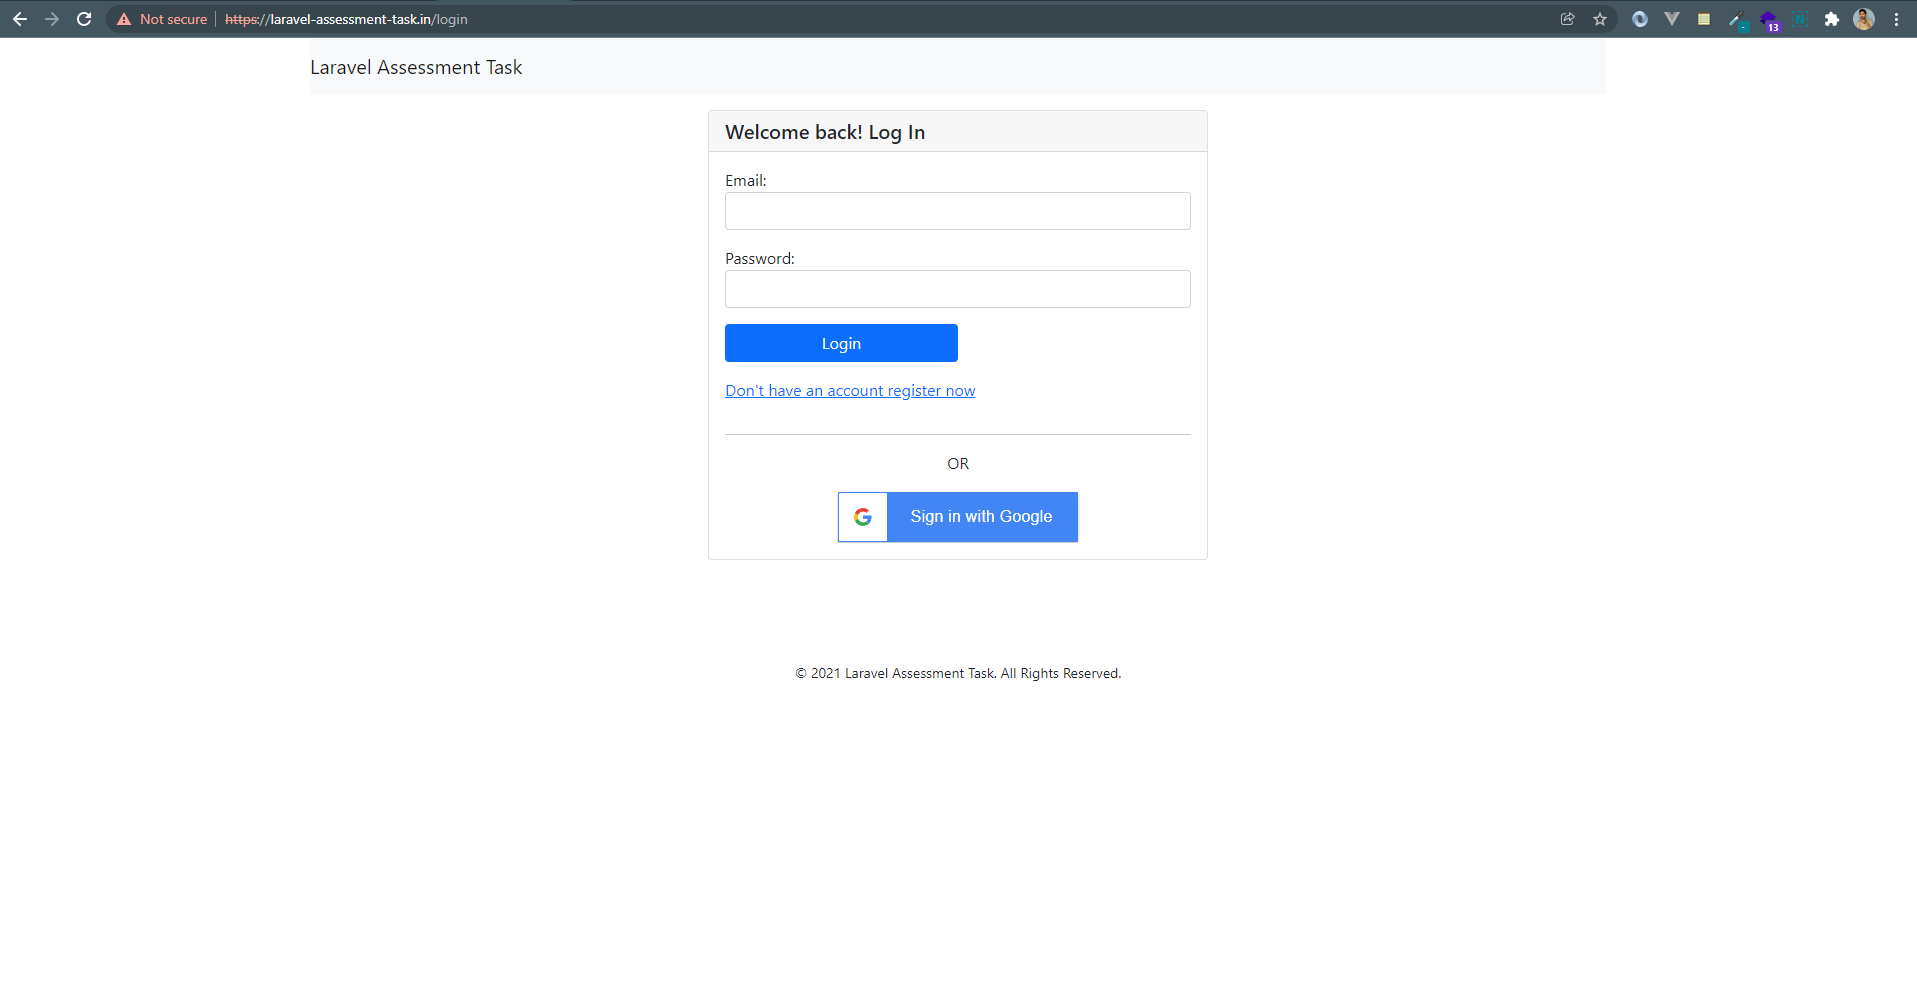 Not secure | https://laravel-assessment-task.in/login
13
Laravel Assessment Task
Welcome back! Log In
Email:
Password:
Login
Don't have an account register now
OR
Sign in with Google
© 2021 Laravel Assessment Task. All Rights Reserved.